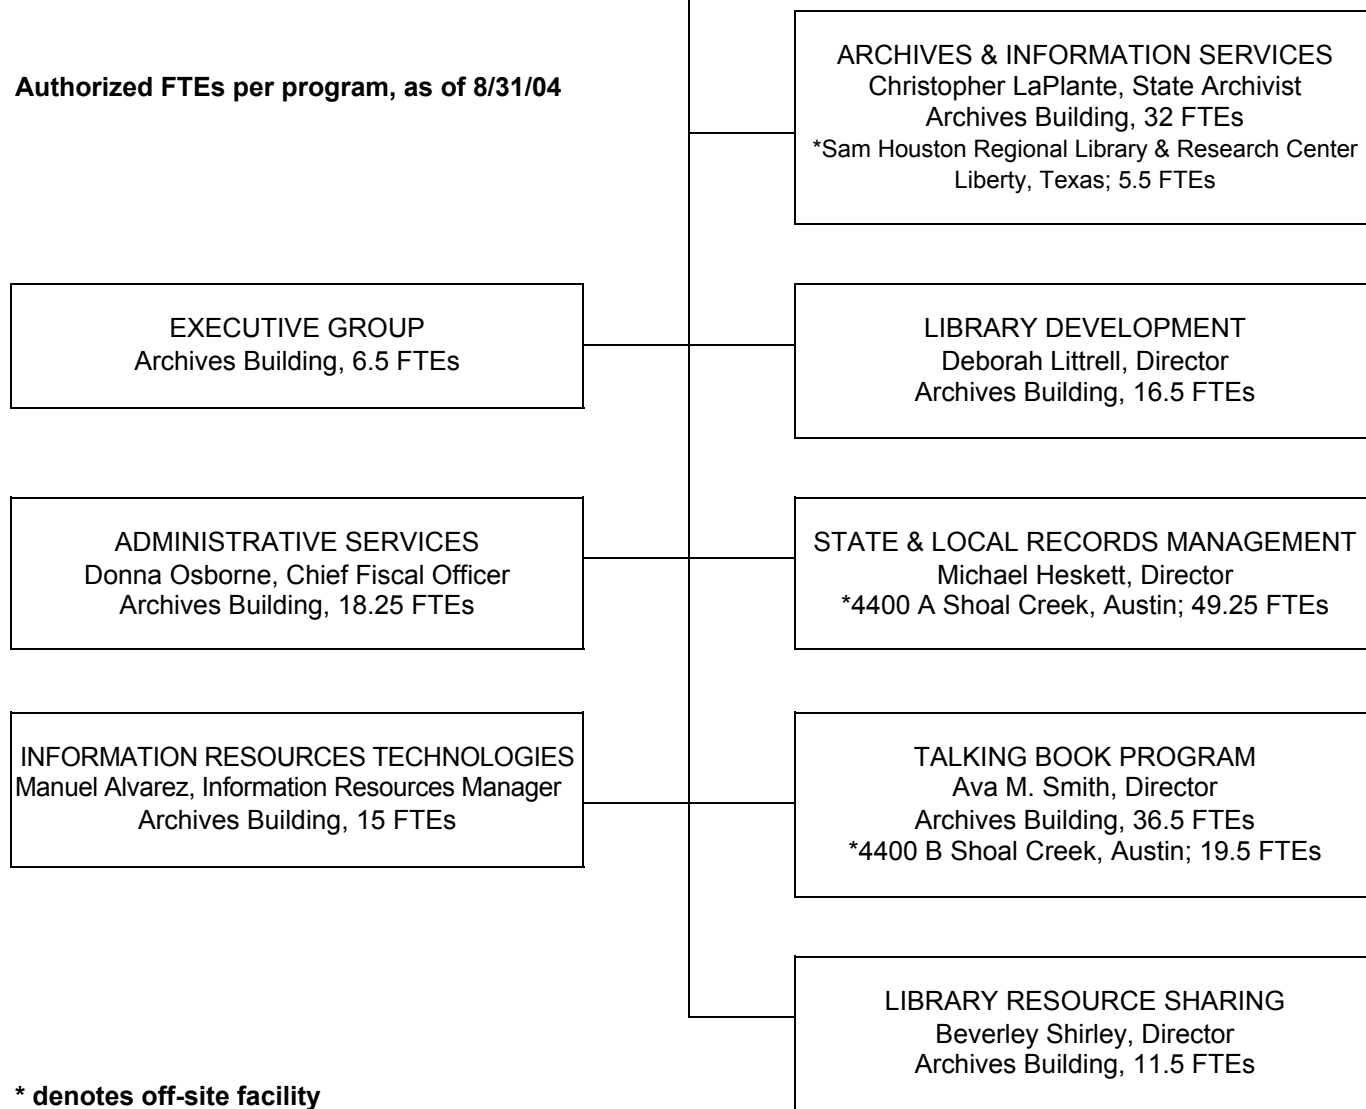 Authorized FTEs per program, as of 8/31/04
ARCHIVES & INFORMATION SERVICES
Christopher LaPlante, State Archivist
Archives Building, 32 FTEs
*Sam Houston Regional Library & Research Center
Liberty, Texas; 5.5 FTEs
EXECUTIVE GROUP
Archives Building, 6.5 FTEs
LIBRARY DEVELOPMENT
Deborah Littrell, Director
Archives Building, 16.5 FTEs
ADMINISTRATIVE SERVICES
Donna Osborne, Chief Fiscal Officer
Archives Building, 18.25 FTEs
STATE & LOCAL RECORDS MANAGEMENT
Michael Heskett, Director
*4400 A Shoal Creek, Austin; 49.25 FTEs
INFORMATION RESOURCES TECHNOLOGIES
Manuel Alvarez, Information Resources Manager
Archives Building, 15 FTEs
TALKING BOOK PROGRAM
Ava M. Smith, Director
Archives Building, 36.5 FTEs
*4400 B Shoal Creek, Austin; 19.5 FTEs
LIBRARY RESOURCE SHARING
Beverley Shirley, Director
Archives Building, 11.5 FTEs
* denotes off-site facility